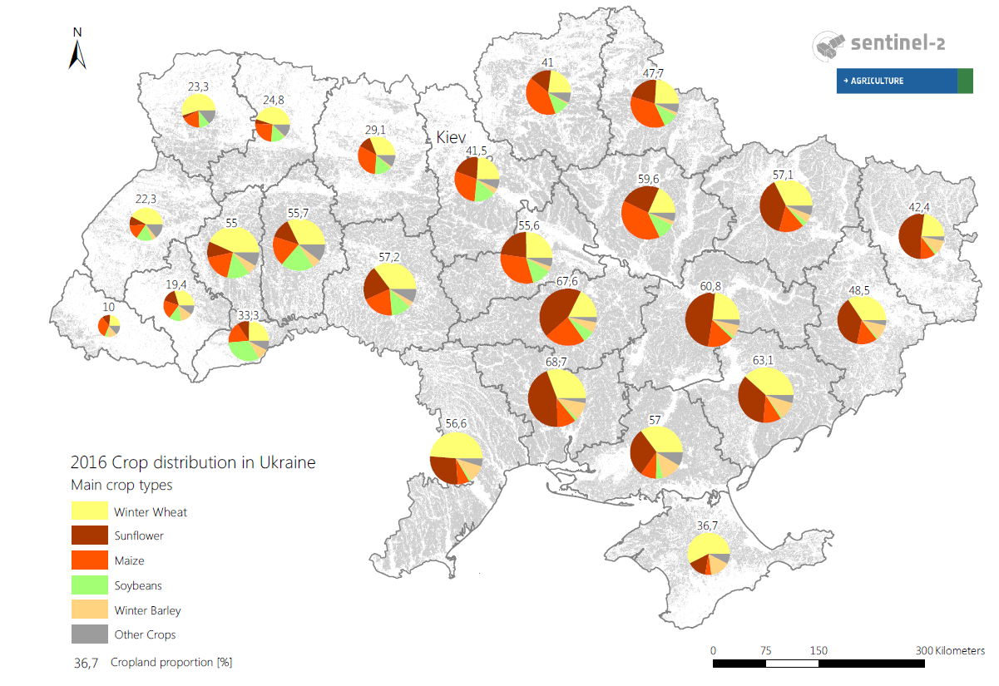 N
sentinel-2
→ AGRICULTURE
41
47,7
23,3
24,8
29,1
Kiev
41,5
59,6
57,1
42,4
22,3
55
55,7
55,6
57,2
67,6
60,8
48,5
19,4
10
33,3
68,7
63,1
56,6
57
36,7
2016 Crop distribution in Ukraine
Main crop types
Winter Wheat
Sunflower
Maize
Soybeans
Winter Barley
Other Crops
36,7 Cropland proportion [%]
0 75 150 300 Kilometers